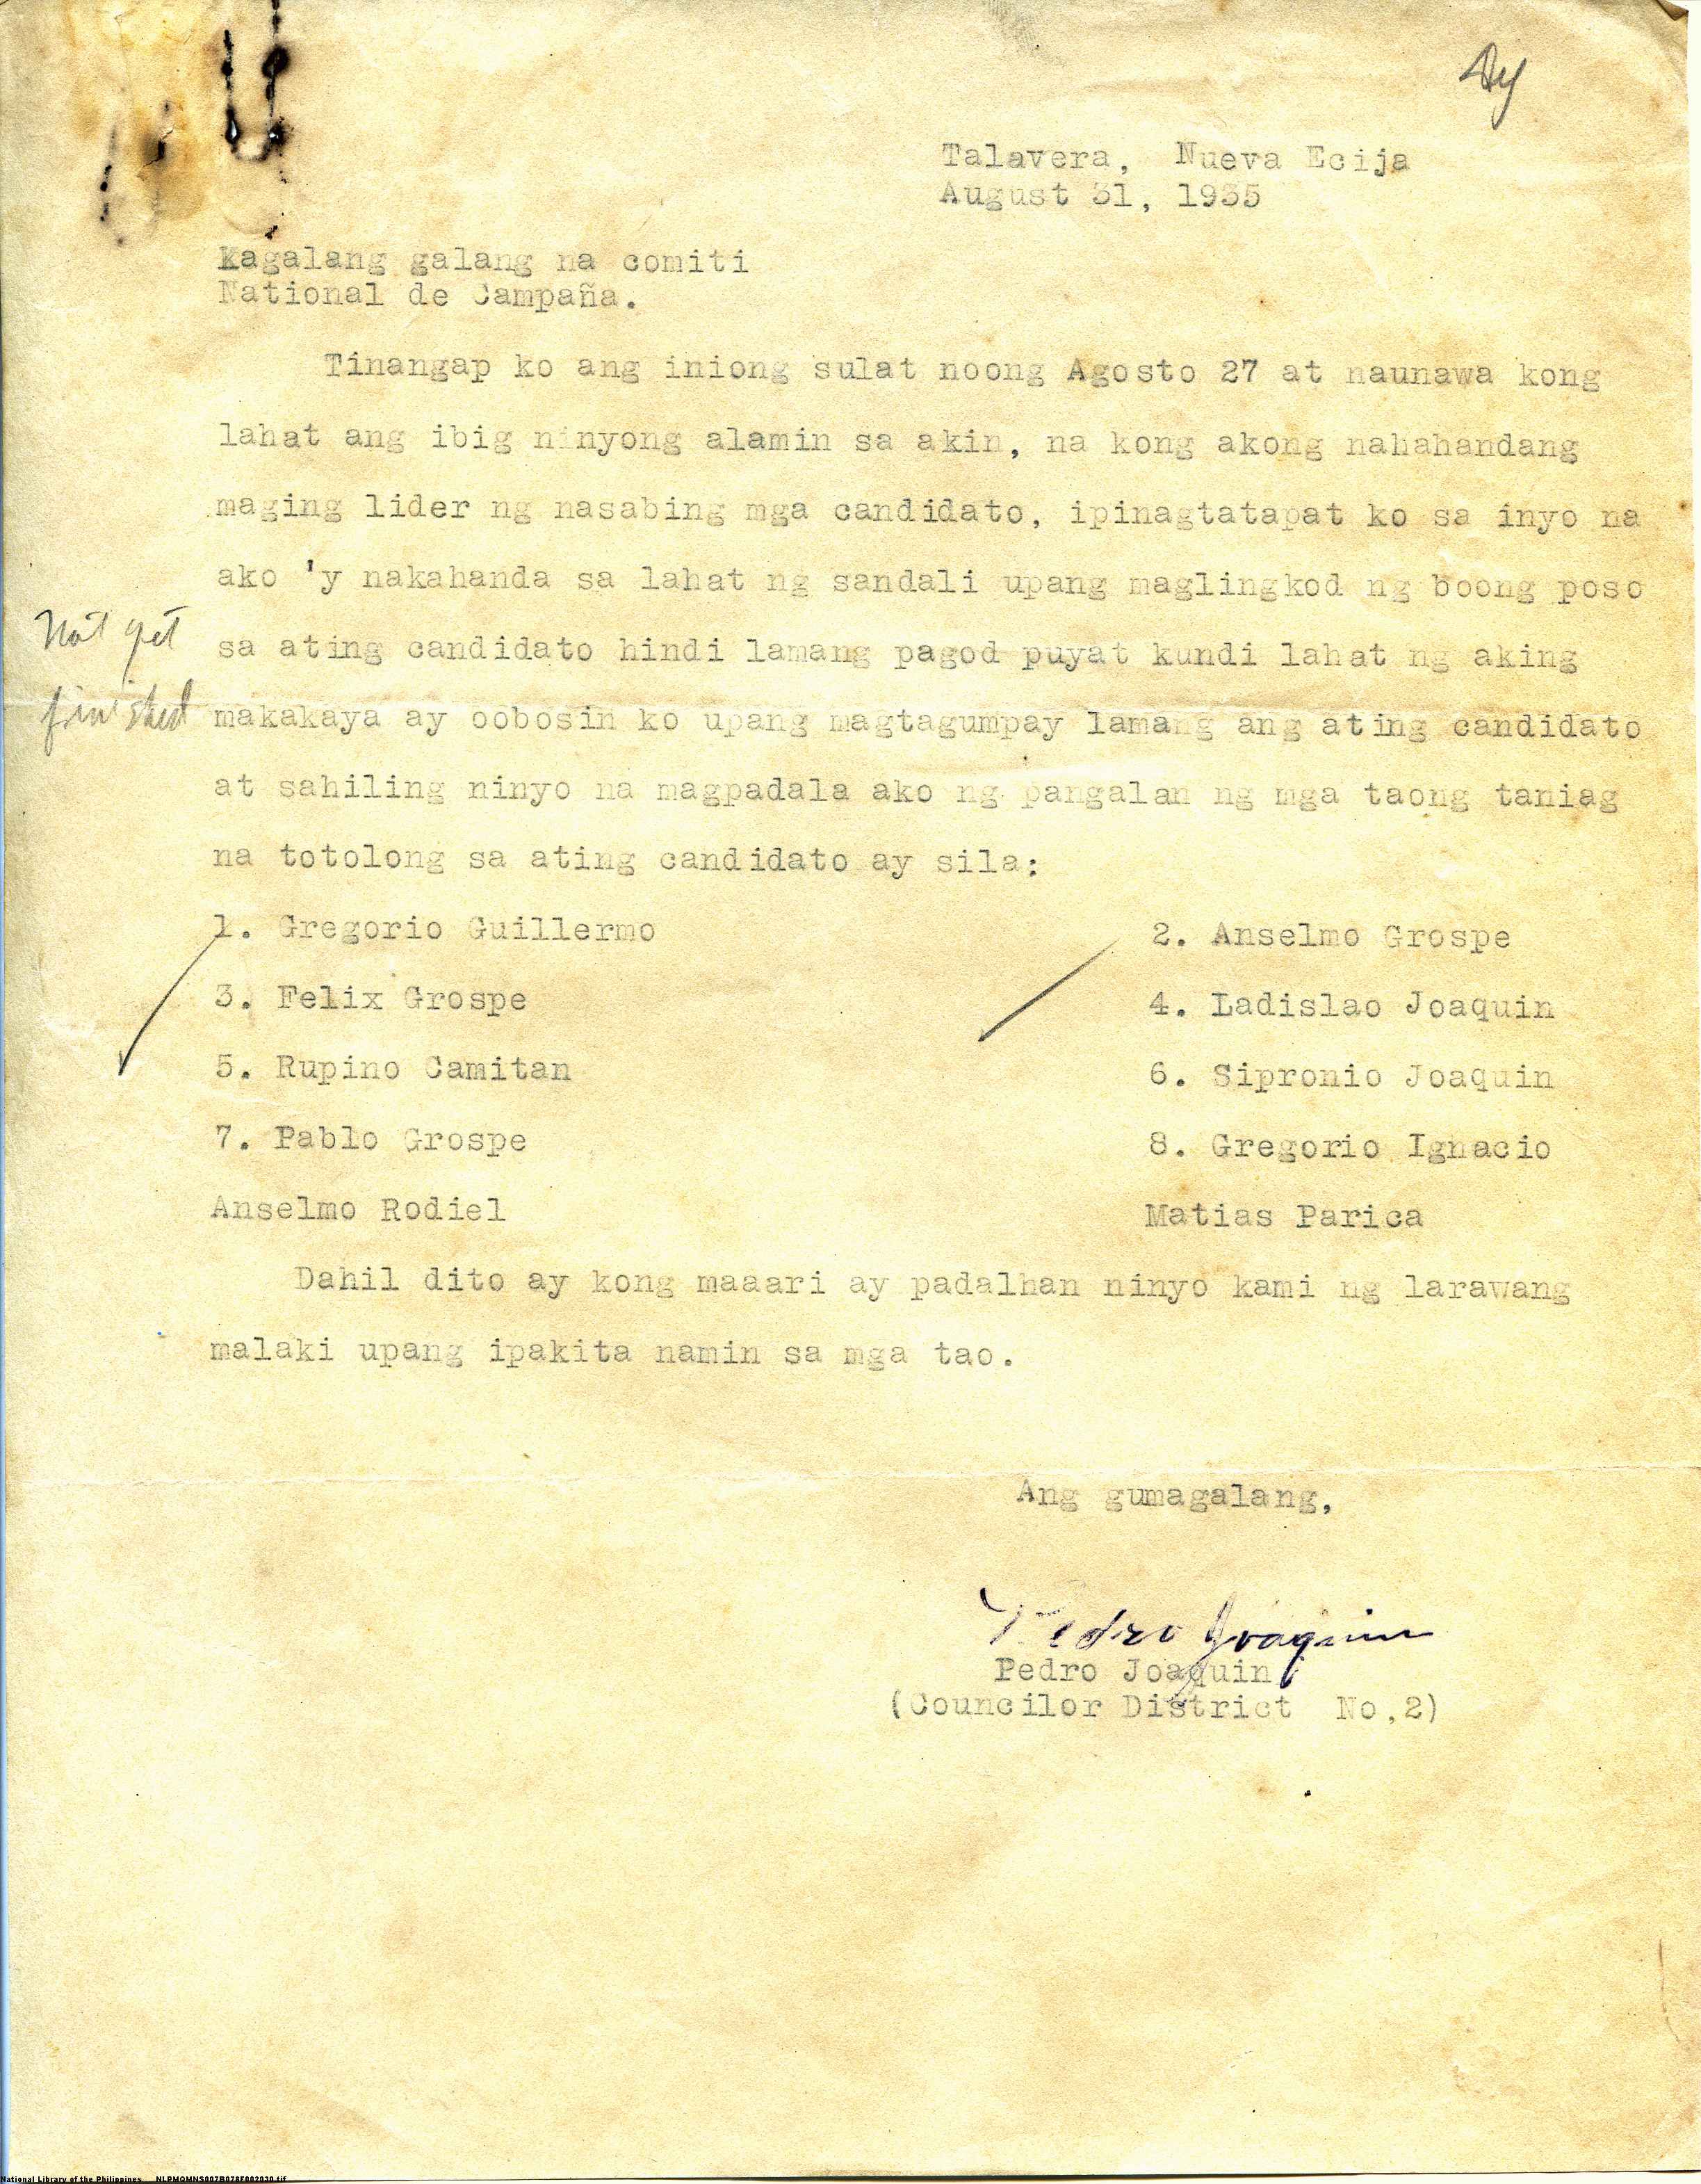 Talavera, Nueva Ecija
August 31, 1935
Kagalang galang na comiti
National de Campaña.
Tinangap ko ang iniong sulat noong Agosto 27 at naunawa kong
lahat ang ibig ninyong alamin sa akin, na kong akong nahahandang
maging lider ng nasabing mga candidato, ipinagtatapat ko sa inyo na
ako 'y nakahanda sa lahat ng sandali upang maglingkod ng boong poso
Not yet
sa ating candidato hindi lamang pagod puyat kundi lahat ng aking
finished
makakaya ay oobosin ko upang magtagumpay lamang ang ating candidato
at sahiling ninyo na magpadala ako ng pangalan ng mga taong taniag
na totolong sa ating candidato ay sila:
1. Gregorio Guillermo 2. Anselmo Grospe
3. Felix Grospe 4. Ladislao Joaquin
5. Rupino Camitan 6. Sipronio Joaquin
7. Pablo Grospe 8. Gregorio Ignacio
Anselmo Rodiel Matias Parica
Dahil dito ay kong maaari ay padalhan ninyo kami ng larawang
malaki upang ipakita namin sa mga tao.
Ang gumagalang,
Pedro Joaquin
Pedro Joaquin
(Councilor District No,2)
National Library of the Philippines NLPMQMNS007B078F002030.tif